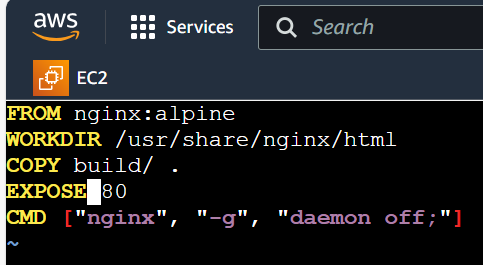 aws
Services
Search
EC2
FROM nginx:alpine
WORKDIR /usr/share/nginx/html
COPY build/ .
EXPOSE 80
CMD ["nginx", "-g", "daemon off;"]
~